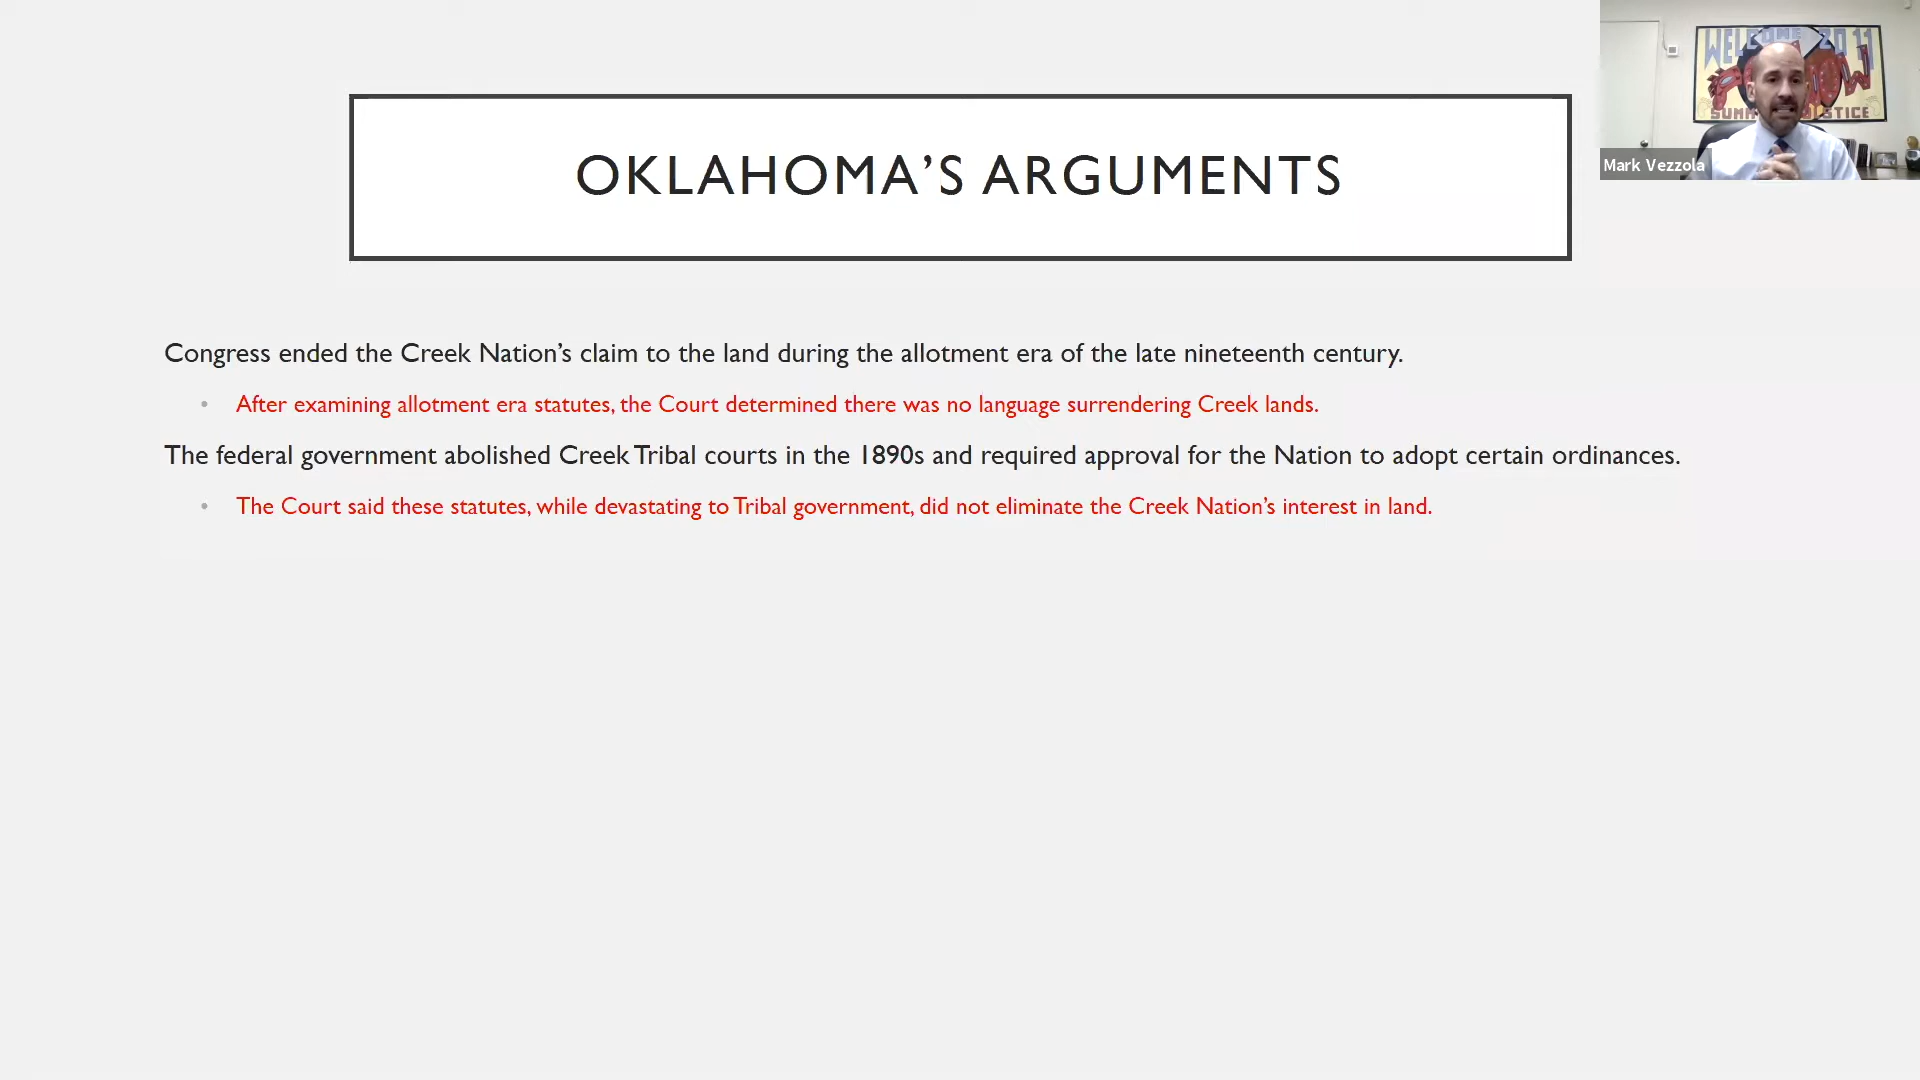 WELCOME 2011
SUMM
STICE
Mark Vezzola
OKLAHOMA’S ARGUMENTS
Congress ended the Creek Nation’s claim to the land during the allotment era of the late nineteenth century.
• After examining allotment era statutes, the Court determined there was no language surrendering Creek lands.
The federal government abolished Creek Tribal courts in the 1890s and required approval for the Nation to adopt certain ordinances.
• The Court said these statutes, while devastating to Tribal government, did not eliminate the Creek Nation’s interest in land.